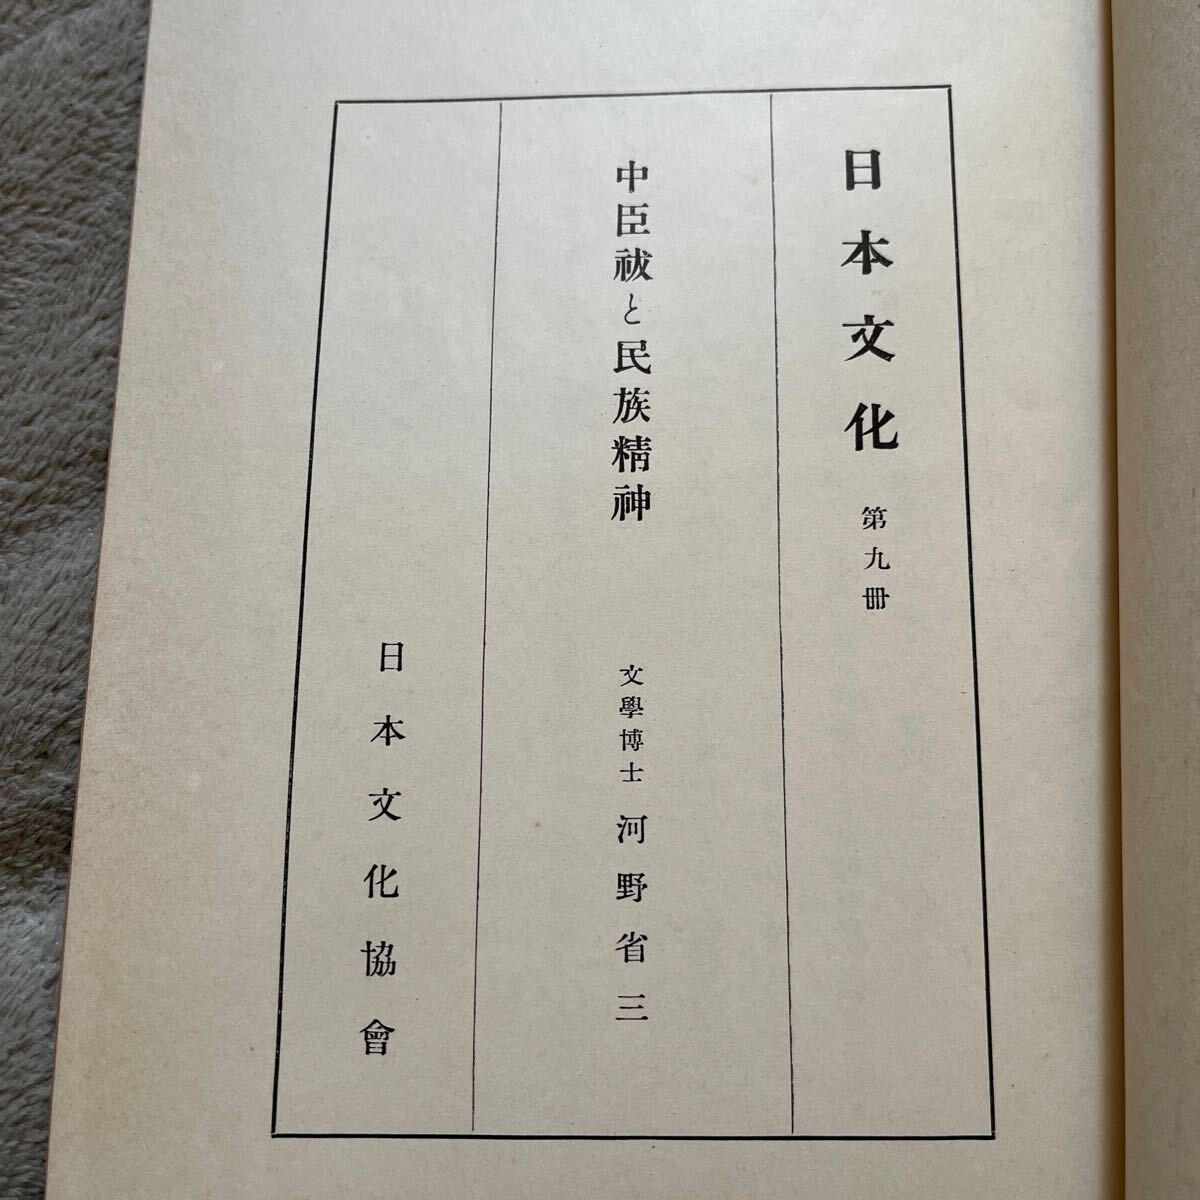 日本文化 第九冊
中臣祓と民族精神
文學博士 河野省三
日本文化協會